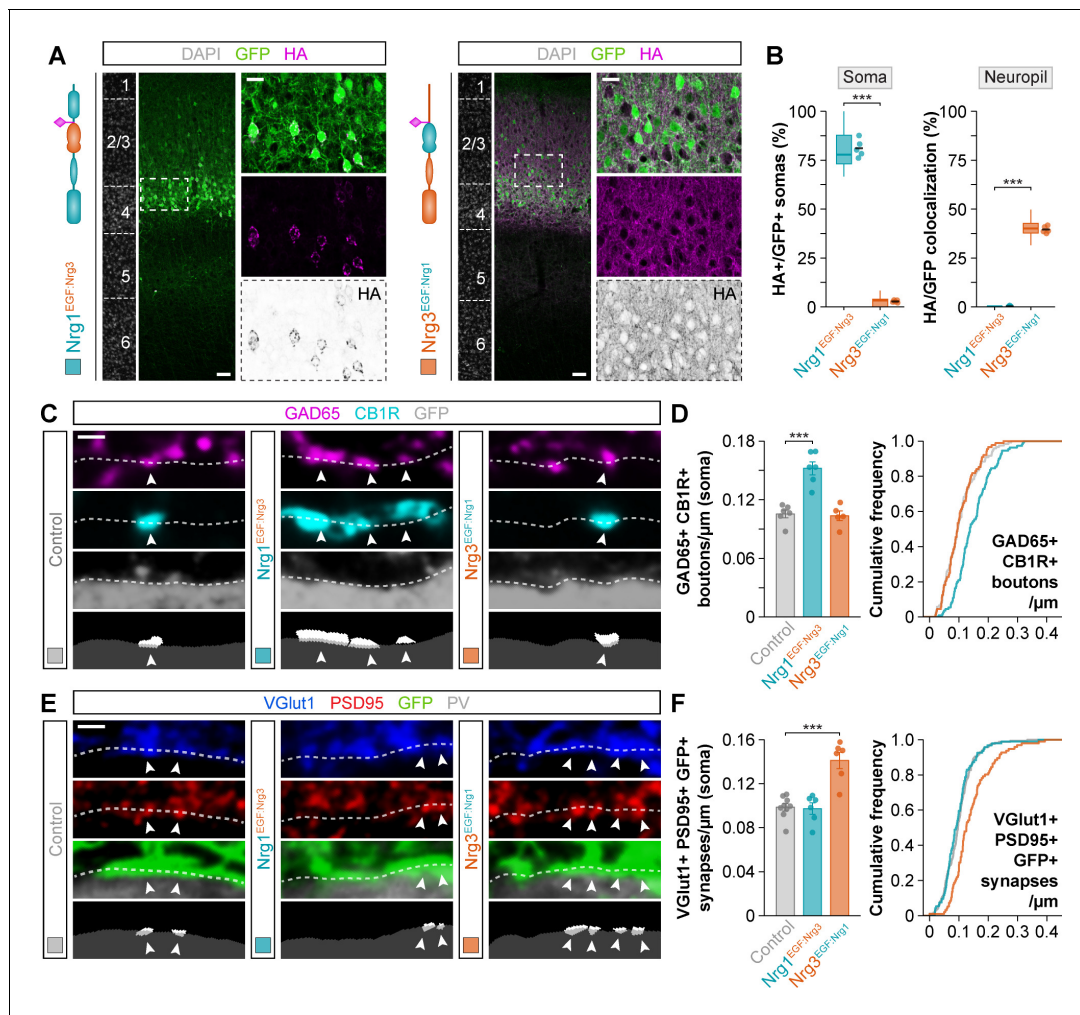 A
DAPI GFP HA
1
2/3
4
5
6
HA
Nrg1EGF:Nrg3
DAPI GFP HA
1
2/3
4
5
6
HA
Nrg3EGF:Nrg1
B
Soma
HA+/GFP+ somas (%)
100
75
50
25
0
***
Nrg1EGF:Nrg3
Nrg3EGF:Nrg1
Neuropil
HA/GFP colocalization (%)
100
75
50
25
0
***
Nrg1EGF:Nrg3
Nrg3EGF:Nrg1
C
GAD65 CB1R GFP
Control
Nrg1EGF:Nrg3
Nrg3EGF:Nrg1
D
GAD65+ CB1R+
boutons/µm (soma)
0.18
0.12
0.06
0
***
Control
Nrg1EGF:Nrg3
Nrg3EGF:Nrg1
Cumulative frequency
1.0
0.8
0.6
0.4
0.2
0
GAD65+
CB1R+
boutons
/µm
0 0.1 0.2 0.3 0.4
E
VGlut1 PSD95 GFP PV
Control
Nrg1EGF:Nrg3
Nrg3EGF:Nrg1
F
VGlut1+ PSD95+ GFP+
synapses/µm (soma)
0.16
0.12
0.08
0.04
0
***
Control
Nrg1EGF:Nrg3
Nrg3EGF:Nrg1
Cumulative frequency
1.0
0.8
0.6
0.4
0.2
0
VGlut1+
PSD95+
GFP+
synapses
/µm
0 0.1 0.2 0.3 0.4